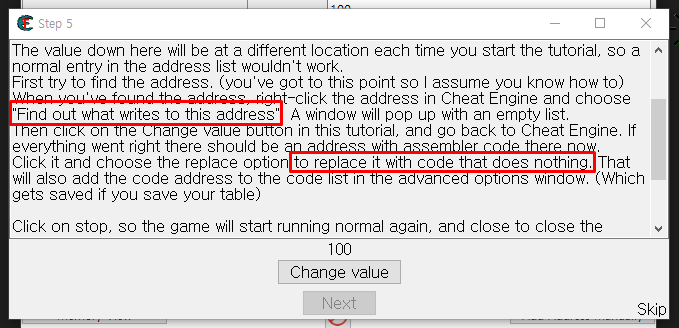 100
Step 5
The value down here will be at a different location each time you start the tutorial, so a
normal entry in the address list wouldn't work.
First try to find the address. (you've got to this point so I assume you know how to)
When you've found the address, right-click the address in Cheat Engine and choose
"Find out what writes to this address". A window will pop up with an empty list.
Then click on the Change value button in this tutorial, and go back to Cheat Engine. If
everything went right there should be an address with assembler code there now.
Click it and choose the replace option to replace it with code that does nothing. That
will also add the code address to the code list in the advanced options window. (Which
gets saved if you save your table)
Click on stop, so the game will start running normal again, and close to close the
100
Change value
Next
Skip